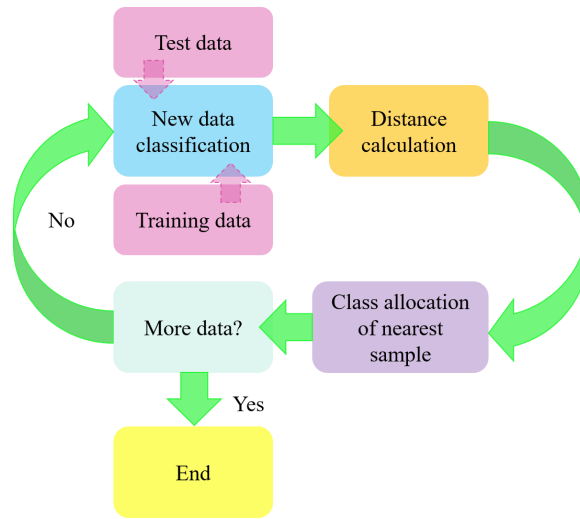 Test data
New data
classification
Distance
calculation
Training data
No
More data?
Class allocation
of nearest
sample
Yes
End